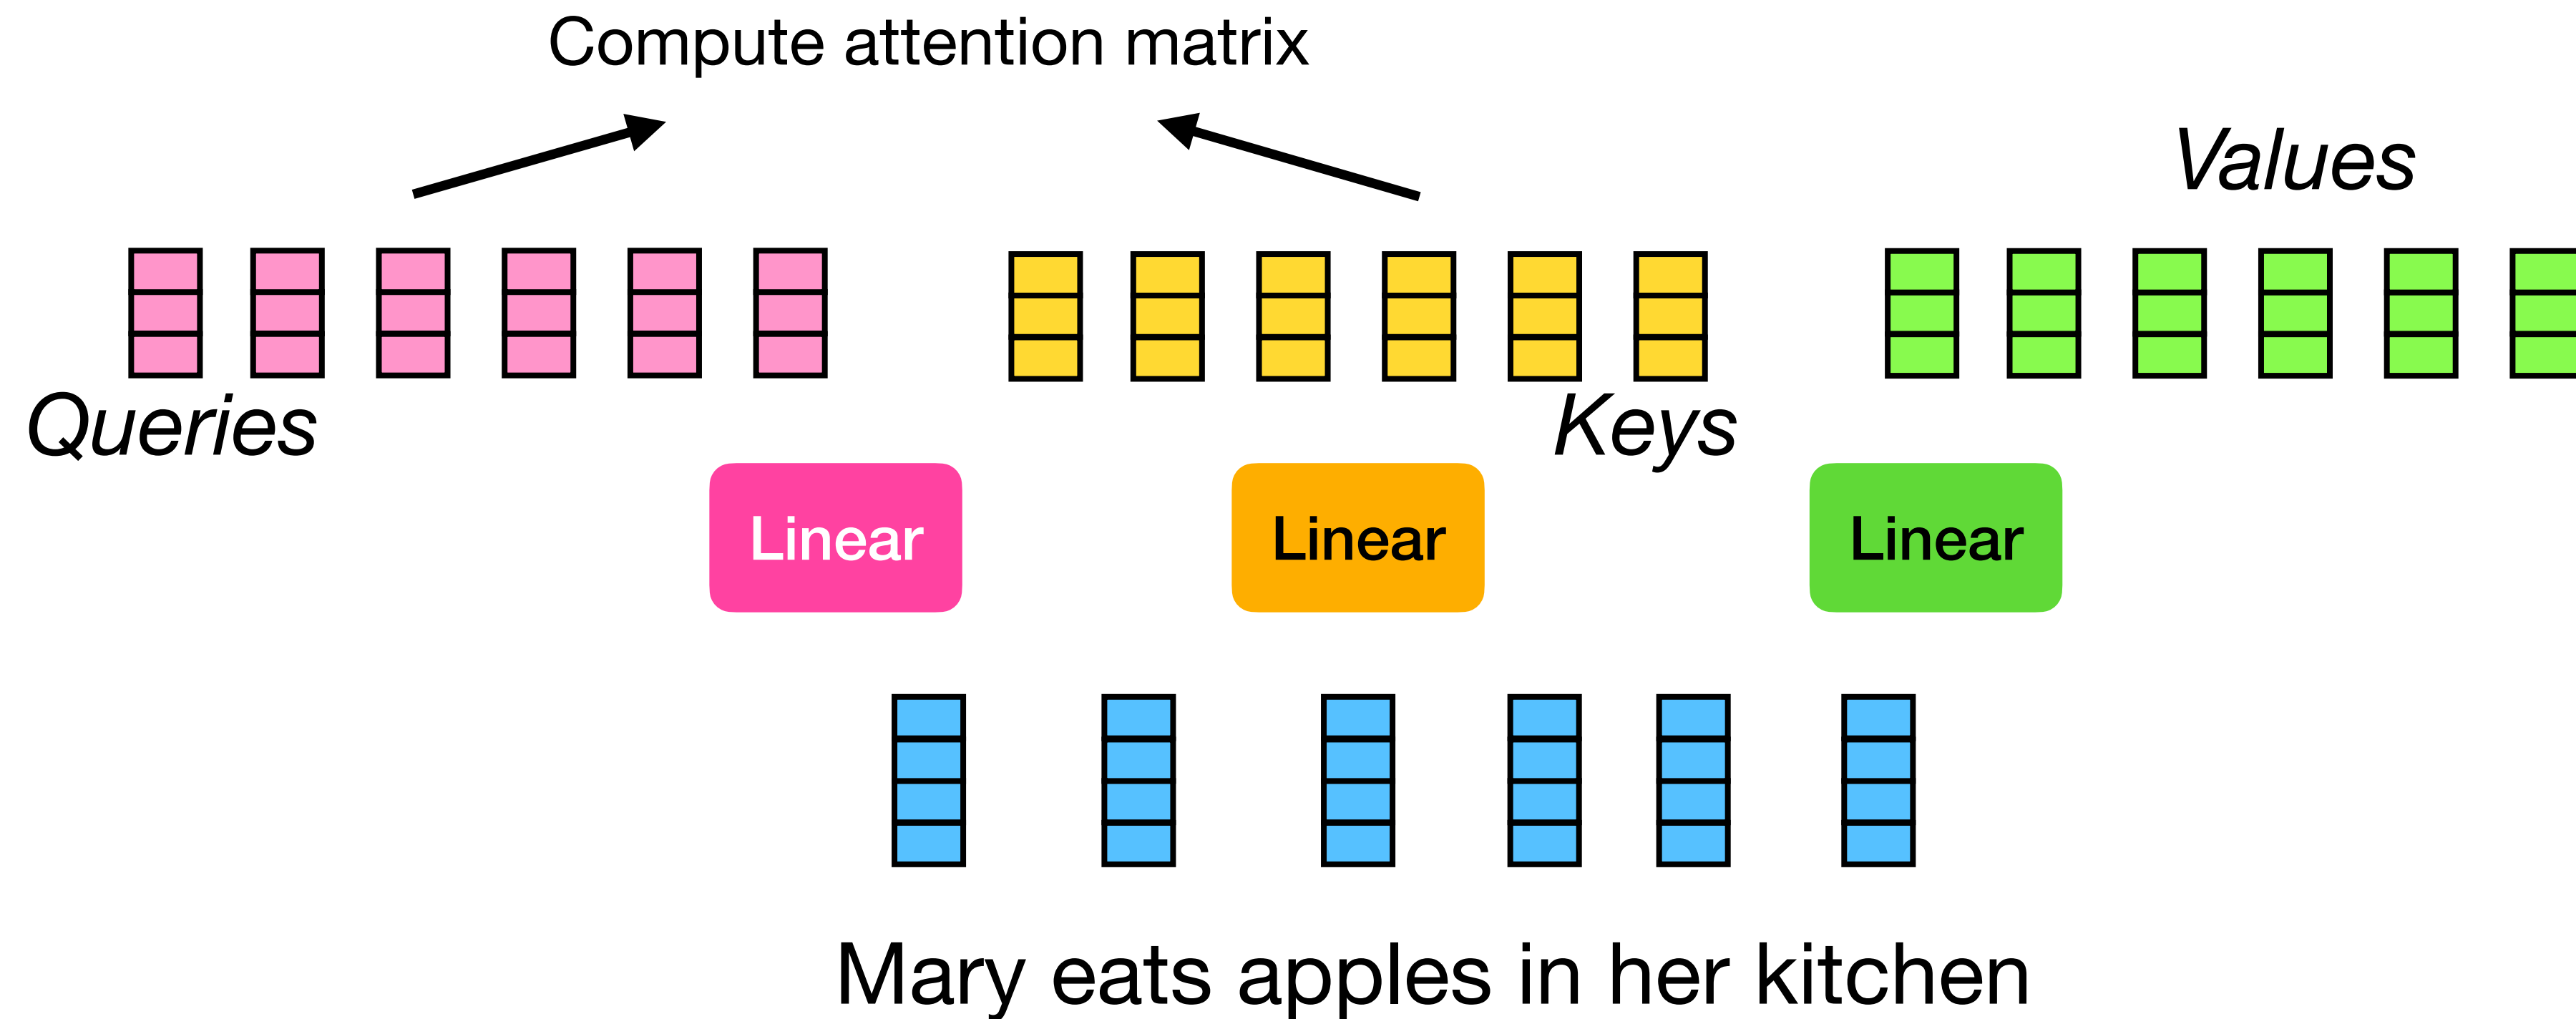 Compute attention matrix
Values
Queries
Keys
Linear
Linear
Linear
Mary eats apples in her kitchen